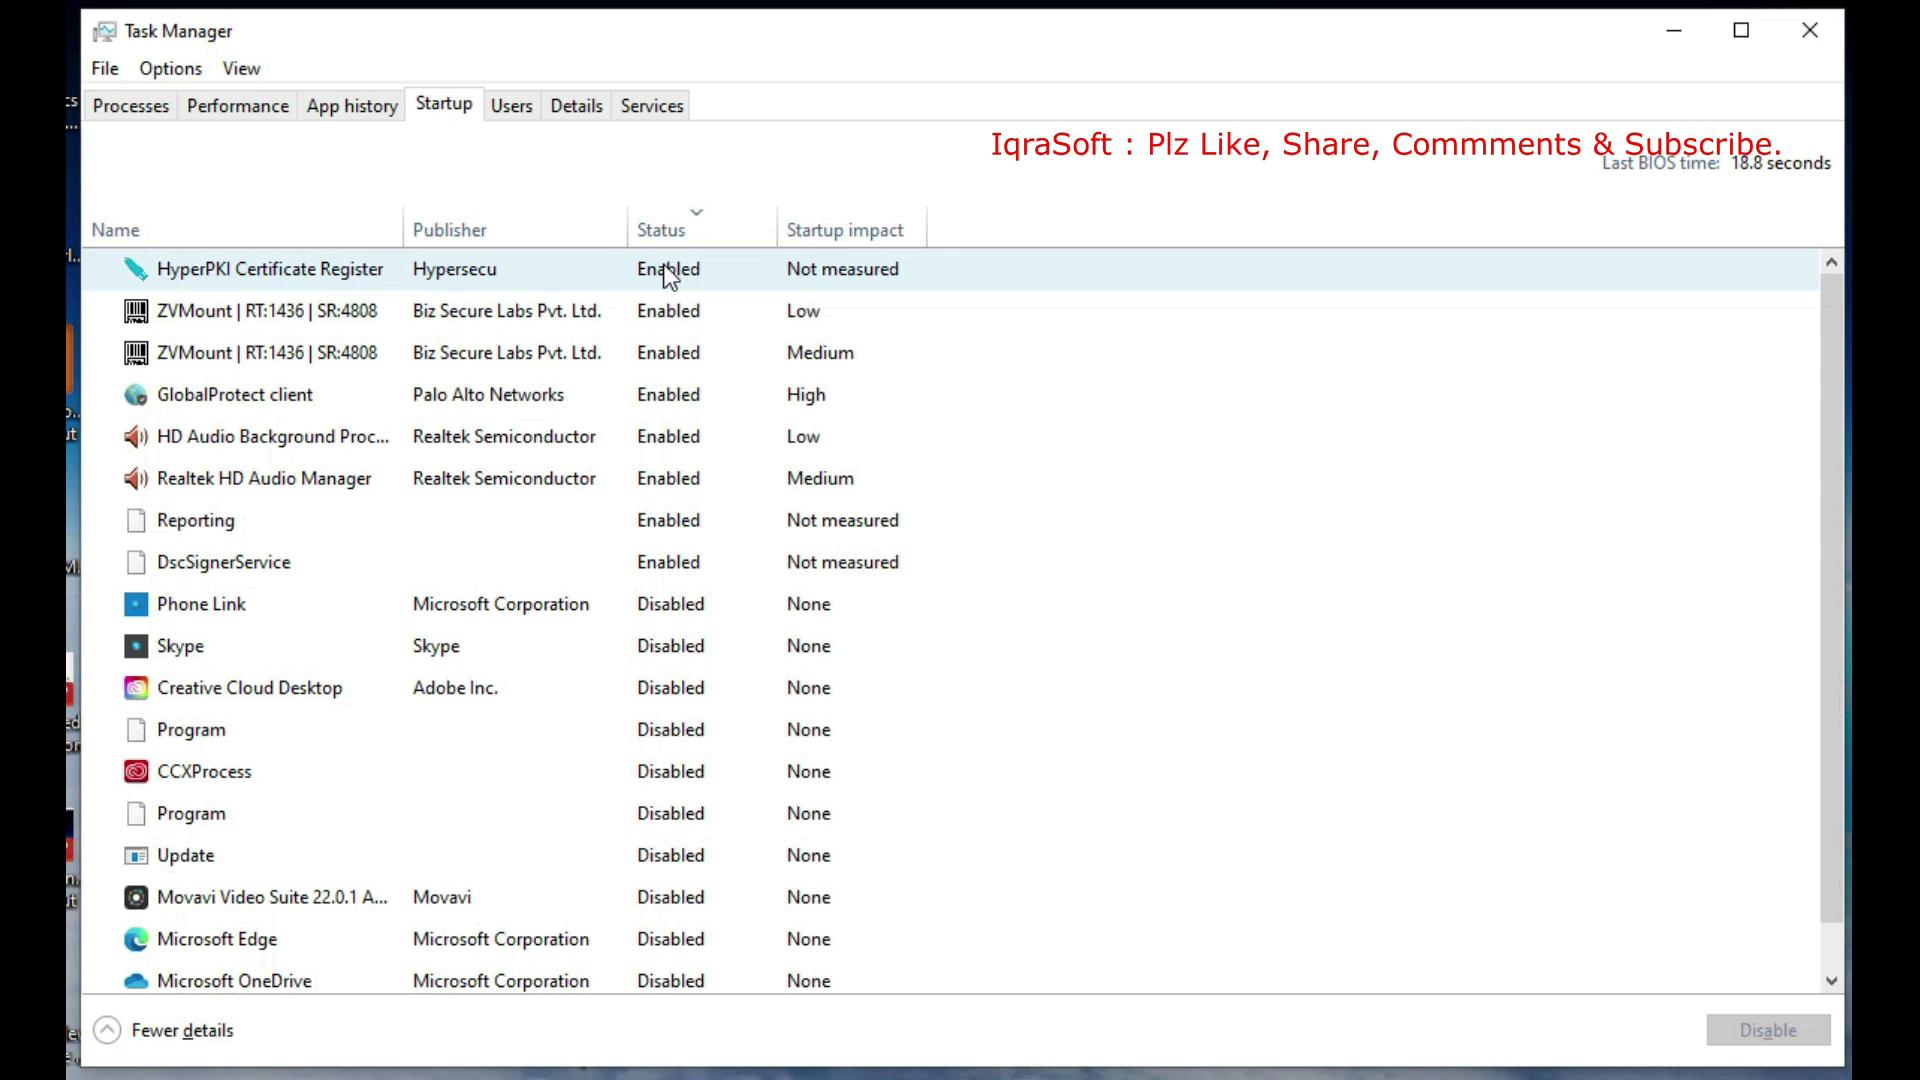 Task Manager
File Options View
Processes Performance App history Startup Users Details Services
IqraSoft : Plz Like, Share, Commments & Subscribe.
Last BIOS time: 18.8 seconds
Name Publisher Status Startup impact
HyperPKI Certificate Register Hypersecu Enabled Not measured
ZVMount | RT:1436 | SR:4808 Biz Secure Labs Pvt. Ltd. Enabled Low
ZVMount | RT:1436 | SR:4808 Biz Secure Labs Pvt. Ltd. Enabled Medium
GlobalProtect client Palo Alto Networks Enabled High
HD Audio Background Proc... Realtek Semiconductor Enabled Low
Realtek HD Audio Manager Realtek Semiconductor Enabled Medium
Reporting Enabled Not measured
DscSignerService Enabled Not measured
Phone Link Microsoft Corporation Disabled None
Skype Skype Disabled None
Creative Cloud Desktop Adobe Inc. Disabled None
Program Disabled None
CCXProcess Disabled None
Program Disabled None
Update Disabled None
Movavi Video Suite 22.0.1 A... Movavi Disabled None
Microsoft Edge Microsoft Corporation Disabled None
Microsoft OneDrive Microsoft Corporation Disabled None
Fewer details Disable